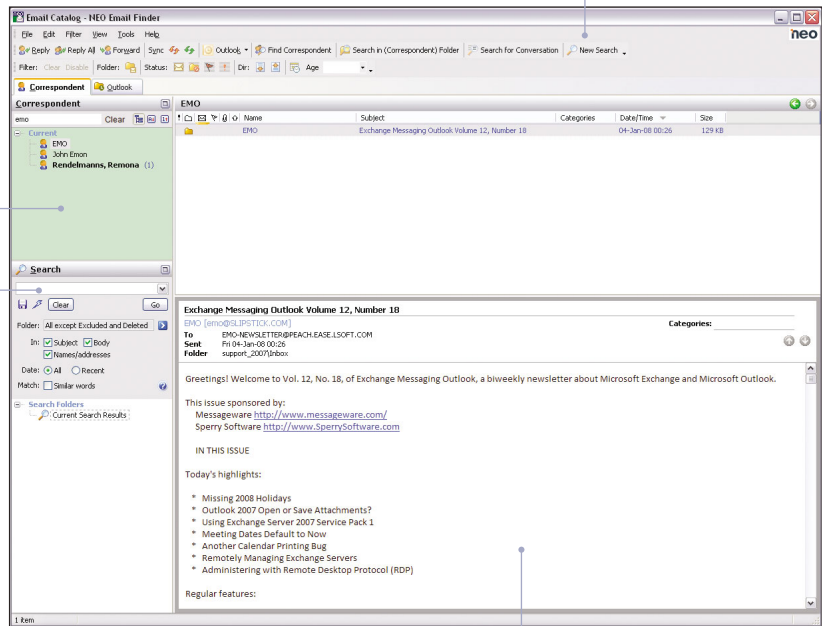 Email Catalog - NEO Email Finder
File Edit Filter View Tools Help
neo
Reply Reply All Forward Sync Outlook Find Correspondent Search in (Correspondent) Folder Search for Conversation New Search
Filter: Clear Disable Folder: Status: Dir: Age
Correspondent Outlook
Correspondent
EMO
emo Clear
Name Subject Categories Date/Time Size
EMO Exchange Messaging Outlook Volume 12, Number 18 04-Jan-08 00:26 129 KB
Current
EMO
John Emon
Rendelmanns, Remona (1)
Search
Clear Go
Folder: All except Excluded and Deleted
In: Subject Body
Names/addresses
Date: All Recent
Match: Similar words
Search Folders
Current Search Results
Exchange Messaging Outlook Volume 12, Number 18
EMO [emo@SLIPSTICK.COM] Categories:
To EMO-NEWSLETTER@PEACH.EASE.LSOFT.COM
Sent Fri 04-Jan-08 00:26
Folder support_2007\Inbox
Greetings! Welcome to Vol. 12, No. 18, of Exchange Messaging Outlook, a biweekly newsletter about Microsoft Exchange and Microsoft Outlook.
This issue sponsored by:
Messageware http://www.messageware.com/
Sperry Software http://www.SperrySoftware.com
IN THIS ISSUE
Today's highlights:
* Missing 2008 Holidays
* Outlook 2007 Open or Save Attachments?
* Using Exchange Server 2007 Service Pack 1
* Meeting Dates Default to Now
* Another Calendar Printing Bug
* Remotely Managing Exchange Servers
* Administering with Remote Desktop Protocol (RDP)
Regular features:
1 item